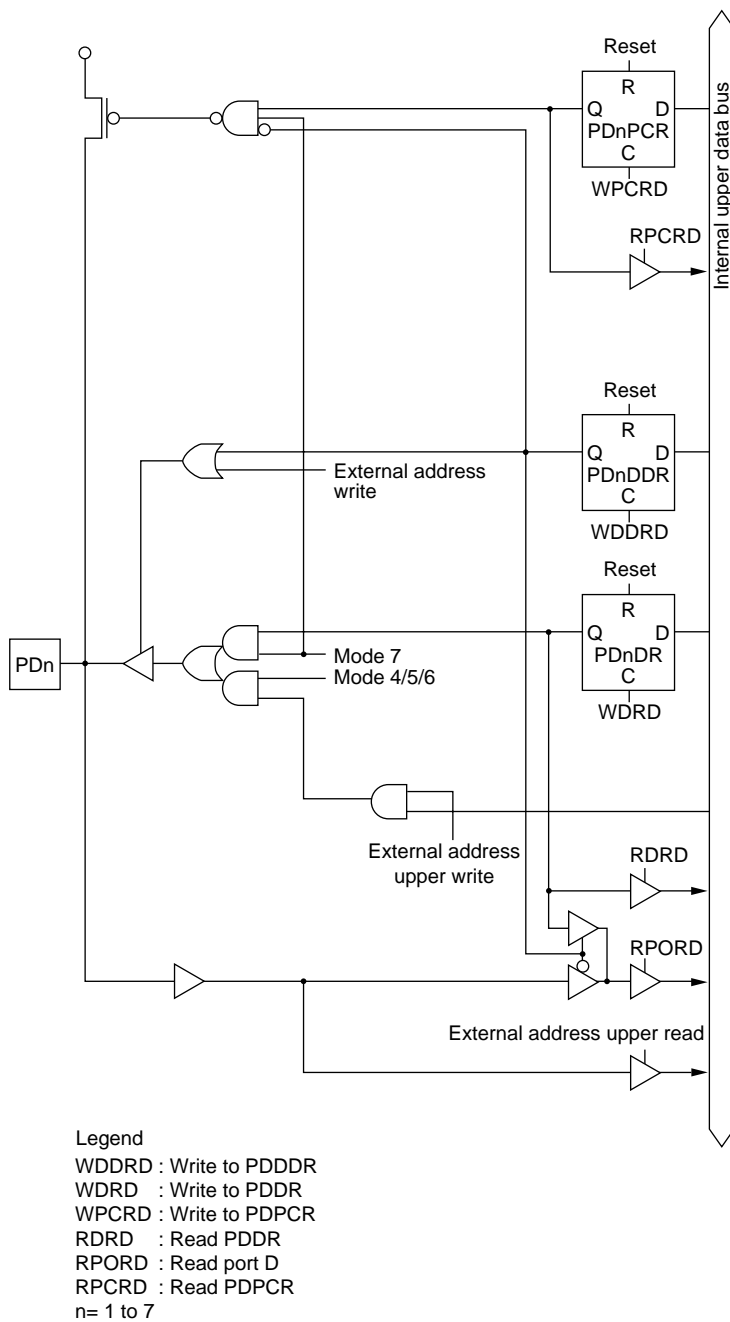 Reset
R
Q D
PDnPCR
C
WPCRD
Internal upper data bus
RPCRD
Reset
R
Q D
PDnDDR
C
WDDRD
External address
write
Reset
R
Q D
PDnDR
C
WDRD
PDn
Mode 7
Mode 4/5/6
External address
upper write
RDRD
RPORD
External address upper read
Legend
WDDRD : Write to PDDDR
WDRD : Write to PDDR
WPCRD : Write to PDPCR
RDRD : Read PDDR
RPORD : Read port D
RPCRD : Read PDPCR
n= 1 to 7